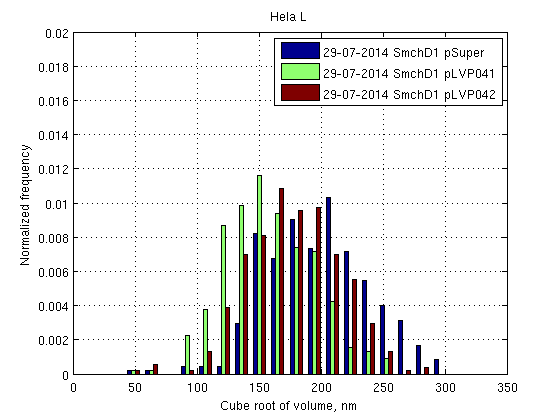 Hela L
0.02
0.018
0.016
0.014
0.012
0.01
0.008
0.006
0.004
0.002
0
Normalized frequency
29-07-2014 SmchD1 pSuper
29-07-2014 SmchD1 pLVP041
29-07-2014 SmchD1 pLVP042
0 50 100 150 200 250 300 350
Cube root of volume, nm